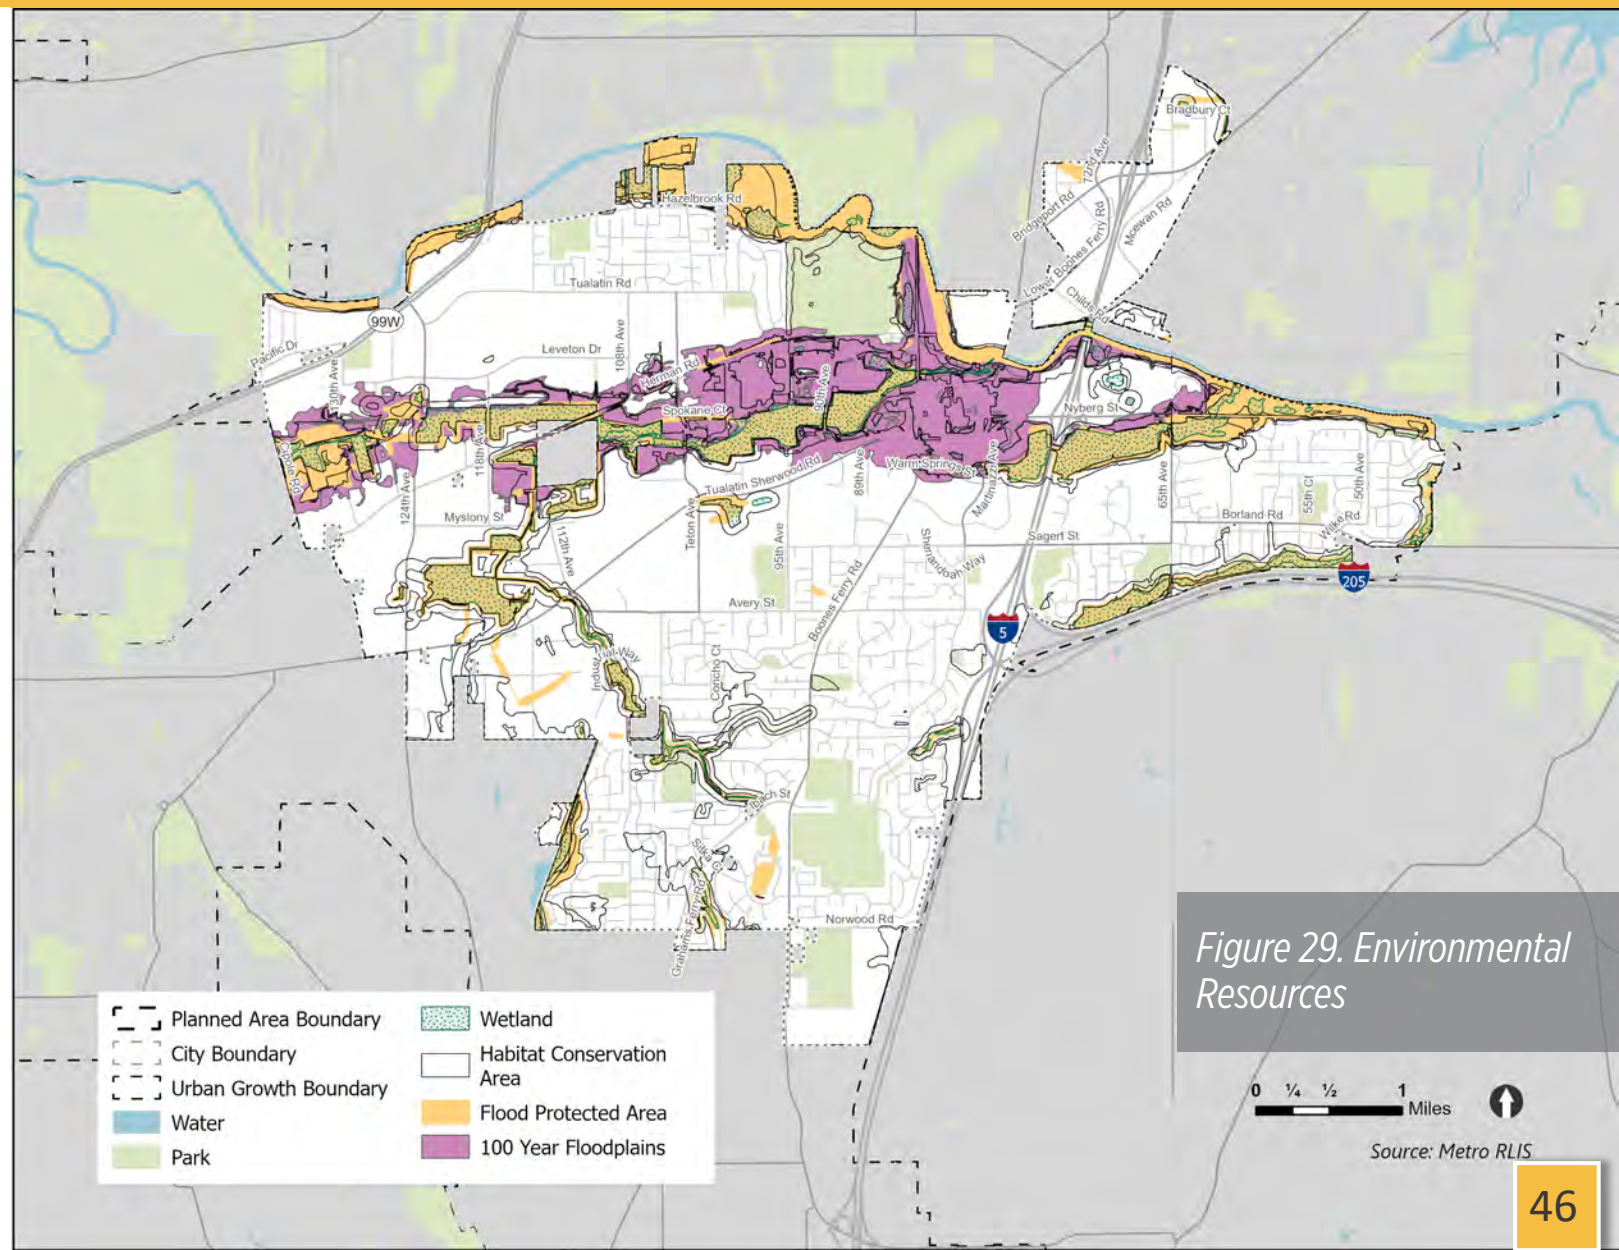 Bradbury Ct
72nd Ave
Hazelbrook Rd
Bridgeport Rd
Lower Boones Ferry Rd
Mcewan Rd
Tualatin Rd
Childs Rd
99W
Pacific Dr
Leveton Dr
108th Ave
Herman Rd
130th Ave
90th Ave
Spokane Ct
Nyberg St
118th Ave
Cipole Rd
124th Ave
Tualatin Sherwood Rd
89th Ave
Warm Springs St
Martinazzi Ave
65th Ave
55th Ct
50th Ave
Myslony St
Teton Ave
Borland Rd
Wilke Rd
112th Ave
95th Ave
Sagert St
Shenandoah Way
205
Boones Ferry Rd
Avery St
5
Industrial Way
Concho Ct
Ibach St
Silka Ct
Grahams Ferry Rd
Norwood Rd
Figure 29. Environmental
Resources
Planned Area Boundary
City Boundary
Urban Growth Boundary
Water
Park
Wetland
Habitat Conservation
Area
Flood Protected Area
100 Year Floodplains
0 ¼ ½ 1
Miles
Source: Metro RLIS
46